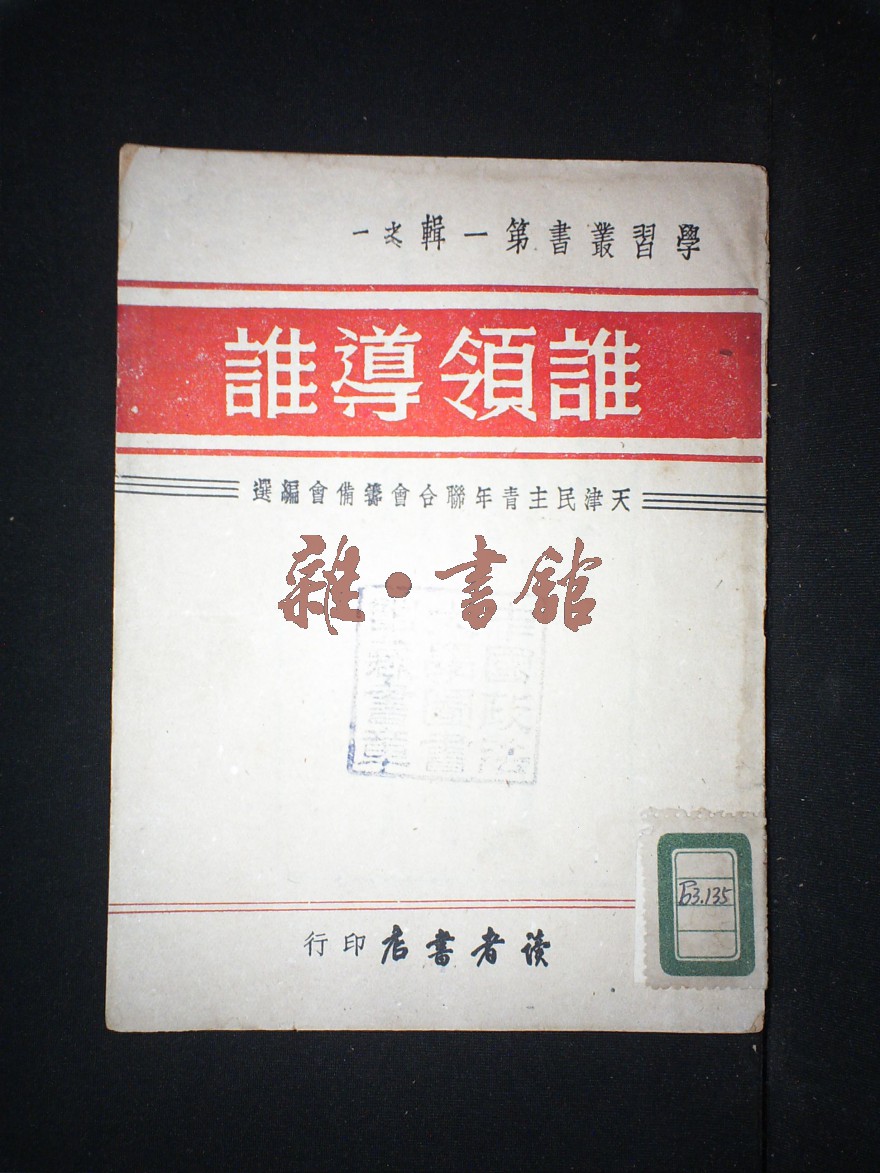 學習叢書第一輯之一
誰領導誰
天津民主青年聯合會籌備會編選
雜·書館
讀者書店印行
B3.135